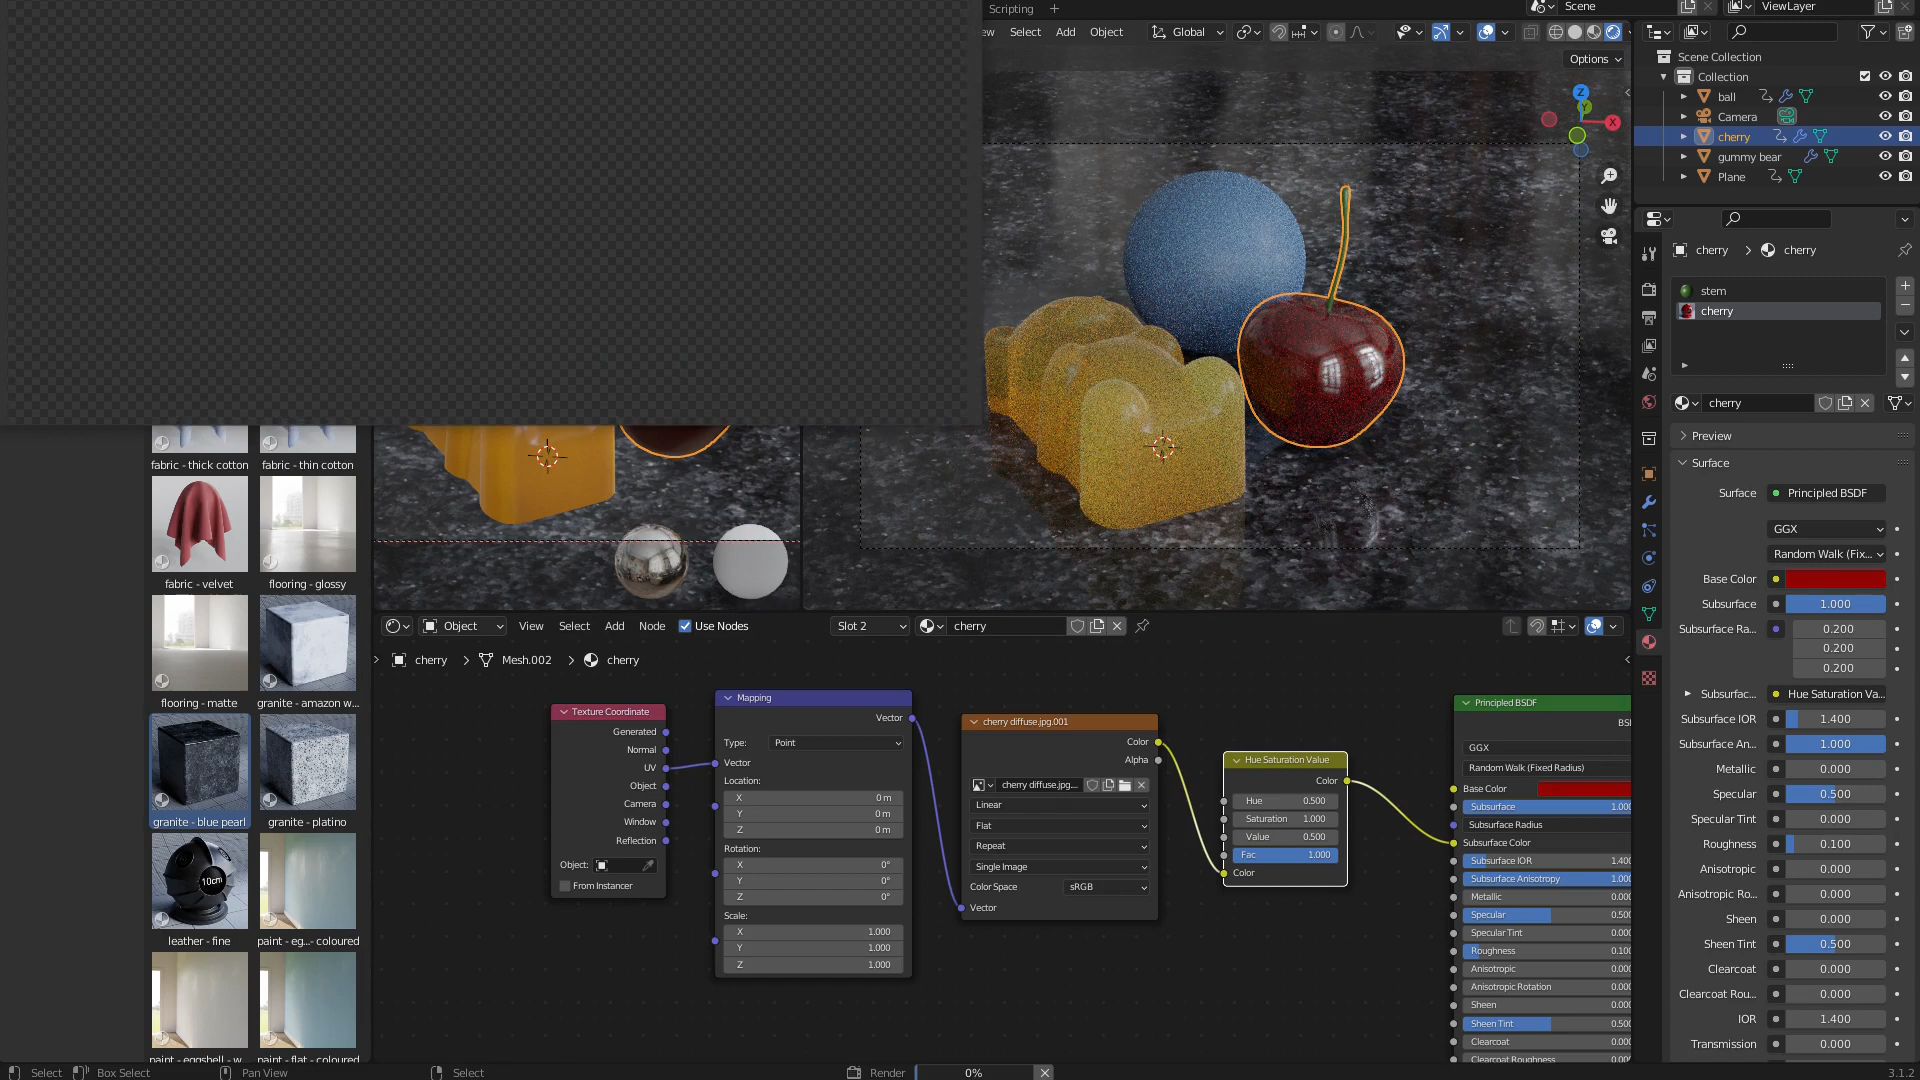 Scripting
Scene
ViewLayer
Select Add Object
Global
Options
Z
Y
X
Scene Collection
Collection
ball
Camera
cherry
gummy bear
Plane
cherry > cherry
stem
cherry
cherry
Preview
Surface
Surface Principled BSDF
GGX
Random Walk (Fix...
Base Color
Subsurface 1.000
Subsurface Ra... 0.200
0.200
0.200
Subsurfac... Hue Saturation Va...
Subsurface IOR 1.400
Subsurface An... 1.000
Metallic 0.000
Specular 0.500
Specular Tint 0.000
Roughness 0.100
Anisotropic 0.000
Anisotropic Ro... 0.000
Sheen 0.000
Sheen Tint 0.500
Clearcoat 0.000
Clearcoat Rou... 0.000
IOR 1.400
Transmission 0.000
fabric - thick cotton
fabric - thin cotton
fabric - velvet
flooring - glossy
flooring - matte
granite - amazon w...
granite - blue pearl
granite - platino
10cm
leather - fine
paint - eg...- coloured
paint - eggshell - w...
paint - flat - coloured
Object View Select Add Node Use Nodes Slot 2 cherry
cherry > Mesh.002 > cherry
Texture Coordinate
Generated
Normal
UV
Object
Camera
Window
Reflection
Object:
From Instancer
Mapping
Vector
Type: Point
Vector
Location:
X 0 m
Y 0 m
Z 0 m
Rotation:
X 0°
Y 0°
Z 0°
Scale:
X 1.000
Y 1.000
Z 1.000
cherry diffuse.jpg.001
Color
Alpha
cherry diffuse.jpg...
Linear
Flat
Repeat
Single Image
Color Space sRGB
Vector
Hue Saturation Value
Color
Hue 0.500
Saturation 1.000
Value 0.500
Fac 1.000
Color
Principled BSDF
GGX
Random Walk (Fixed Radius)
Base Color
Subsurface
Subsurface Radius
Subsurface Color
Subsurface IOR
Subsurface Anisotropy
Metallic
Specular
Specular Tint
Roughness
Anisotropic
Anisotropic Rotation
Sheen
Sheen Tint
Clearcoat
Clearcoat Roughness
Select Box Select Pan View Select Render 0% 3.1.2